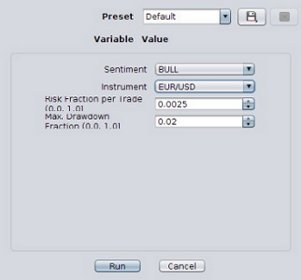 Preset Default
Variable Value
Sentiment BULL
Instrument EUR/USD
Risk Fraction per Trade
(0.0, 1.0) 0.0025
Max. Drawdown
Fraction (0.0, 1.0) 0.02
Run Cancel